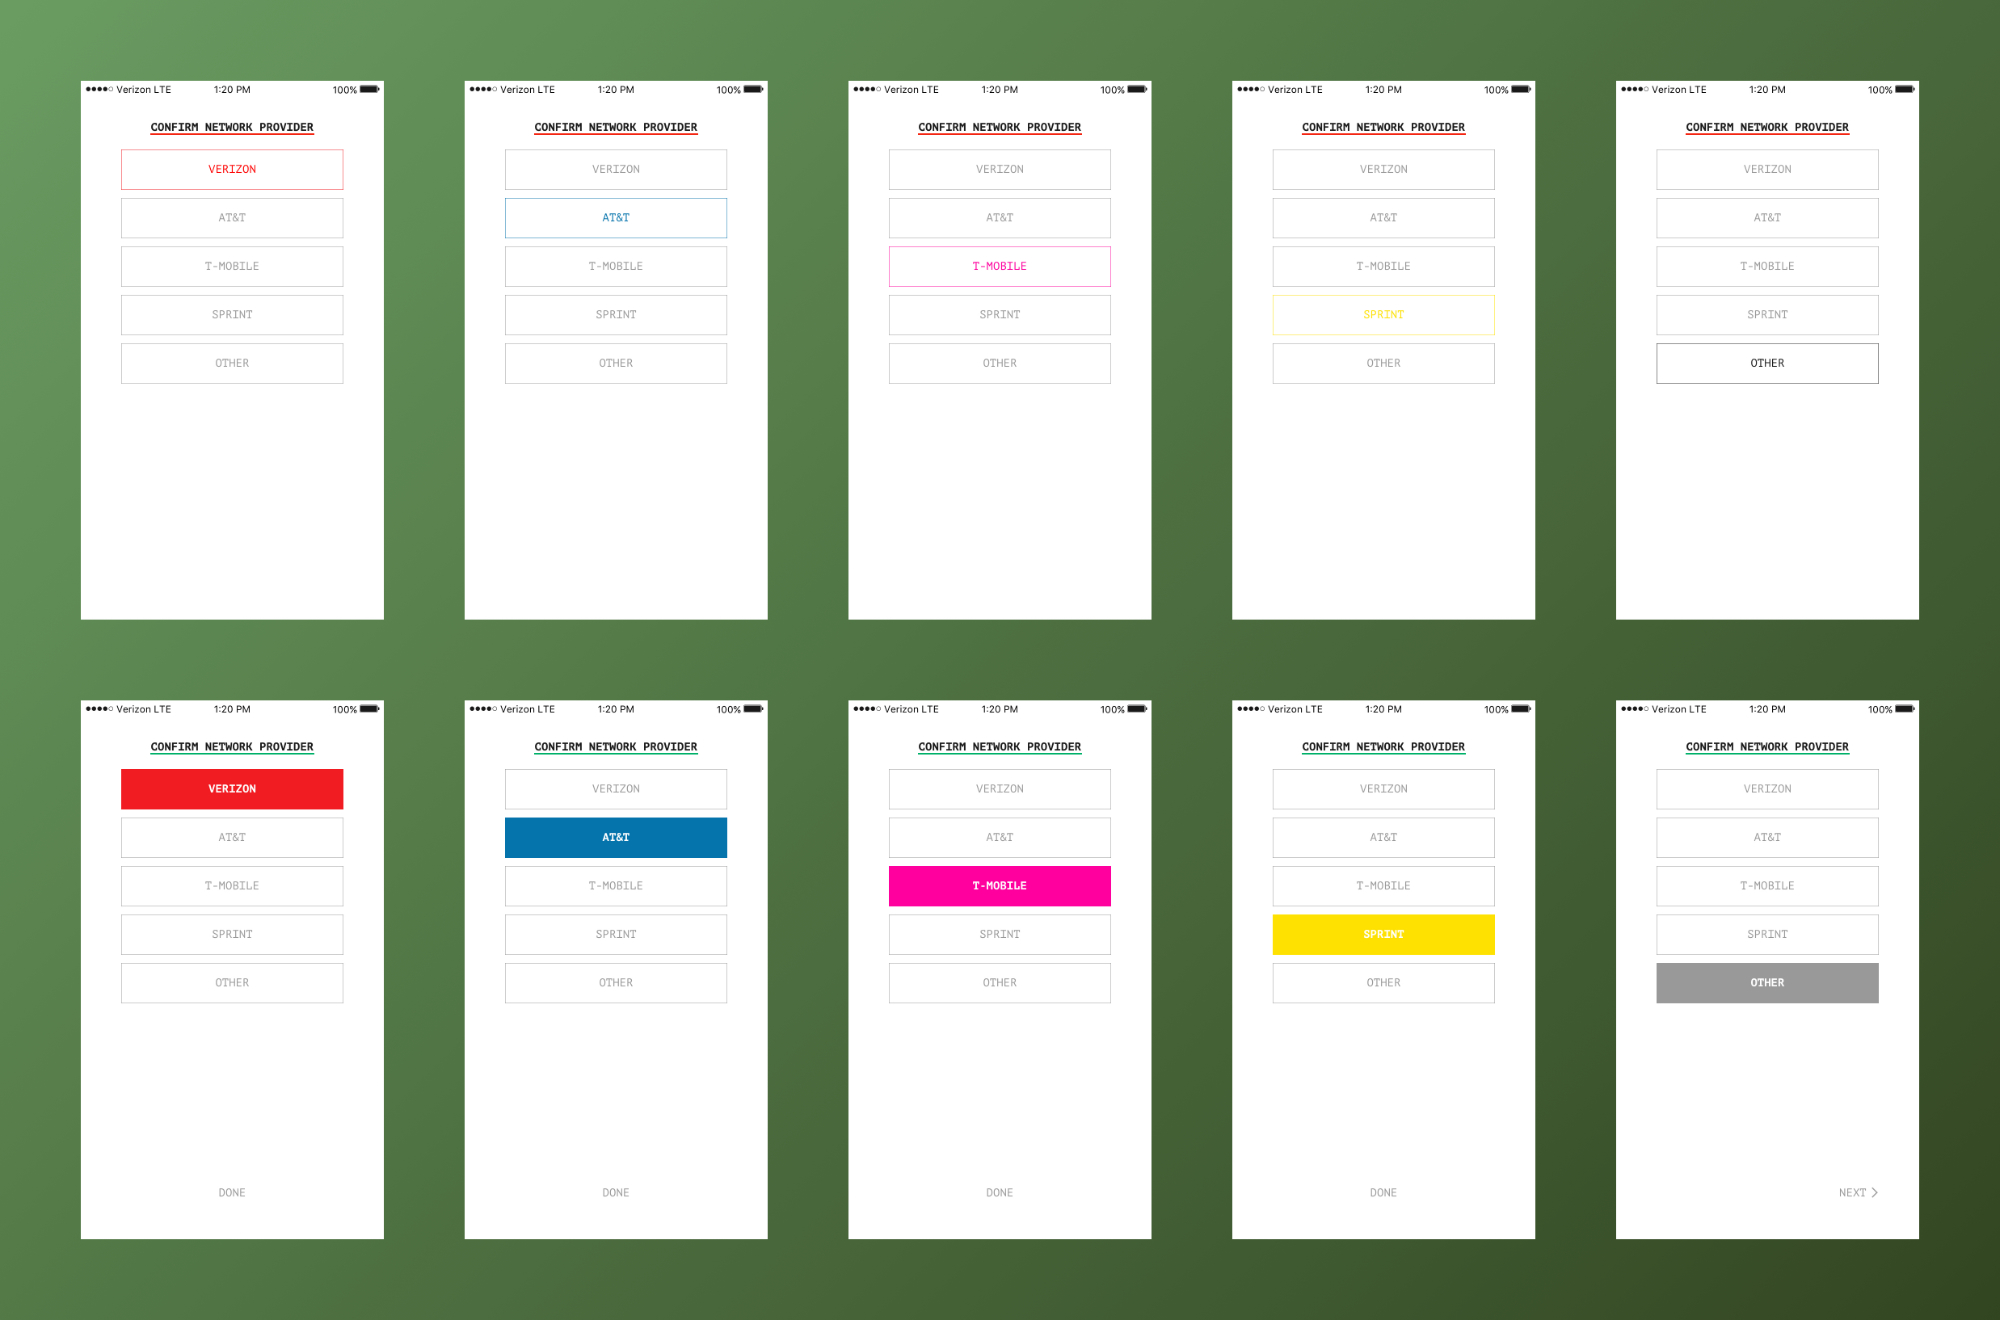 Verizon LTE 1:20 PM 100%
CONFIRM NETWORK PROVIDER
VERIZON
AT&T
T-MOBILE
SPRINT
OTHER
Verizon LTE 1:20 PM 100%
CONFIRM NETWORK PROVIDER
VERIZON
AT&T
T-MOBILE
SPRINT
OTHER
Verizon LTE 1:20 PM 100%
CONFIRM NETWORK PROVIDER
VERIZON
AT&T
T-MOBILE
SPRINT
OTHER
Verizon LTE 1:20 PM 100%
CONFIRM NETWORK PROVIDER
VERIZON
AT&T
T-MOBILE
SPRINT
OTHER
Verizon LTE 1:20 PM 100%
CONFIRM NETWORK PROVIDER
VERIZON
AT&T
T-MOBILE
SPRINT
OTHER
Verizon LTE 1:20 PM 100%
CONFIRM NETWORK PROVIDER
VERIZON
AT&T
T-MOBILE
SPRINT
OTHER
DONE
Verizon LTE 1:20 PM 100%
CONFIRM NETWORK PROVIDER
VERIZON
AT&T
T-MOBILE
SPRINT
OTHER
DONE
Verizon LTE 1:20 PM 100%
CONFIRM NETWORK PROVIDER
VERIZON
AT&T
T-MOBILE
SPRINT
OTHER
DONE
Verizon LTE 1:20 PM 100%
CONFIRM NETWORK PROVIDER
VERIZON
AT&T
T-MOBILE
SPRINT
OTHER
DONE
Verizon LTE 1:20 PM 100%
CONFIRM NETWORK PROVIDER
VERIZON
AT&T
T-MOBILE
SPRINT
OTHER
NEXT